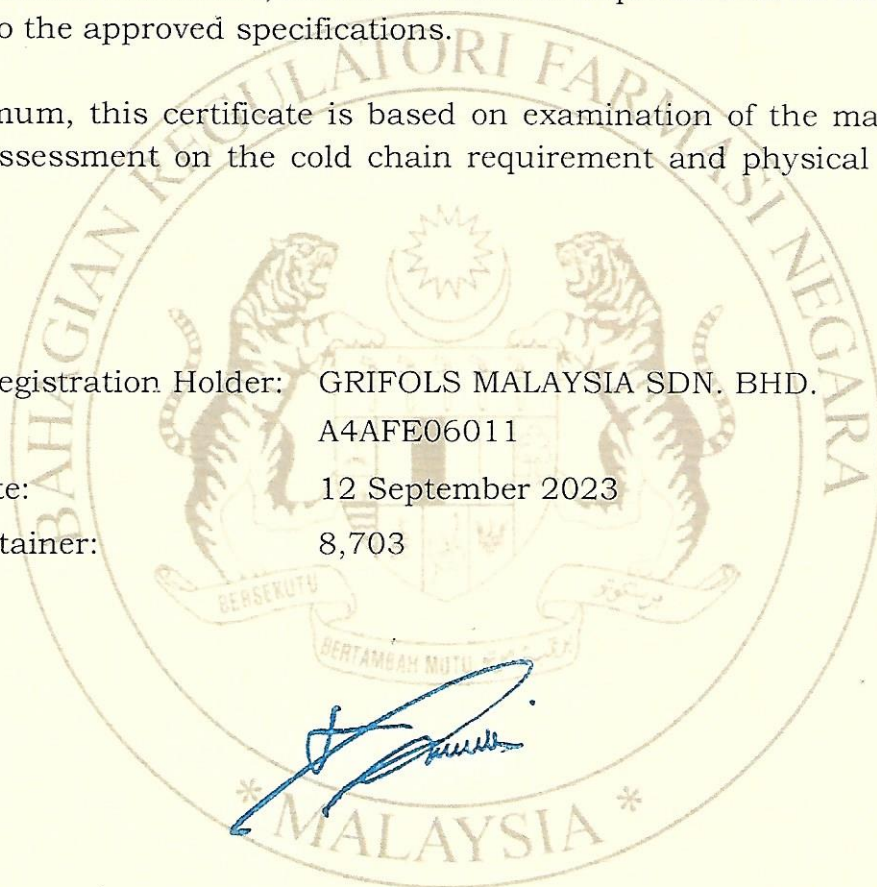 o the approved specifications.
num, this certificate is based on examination of the ma
ssessment on the cold chain requirement and physical
egistration Holder: GRIFOLS MALAYSIA SDN. BHD.
A4AFE06011
te: 12 September 2023
tainer: 8,703
BAHAGIAN REGULATORI FARMASI NEGARA
BERSEKUTU
BERTAMBAH MUTU
* MALAYSIA *